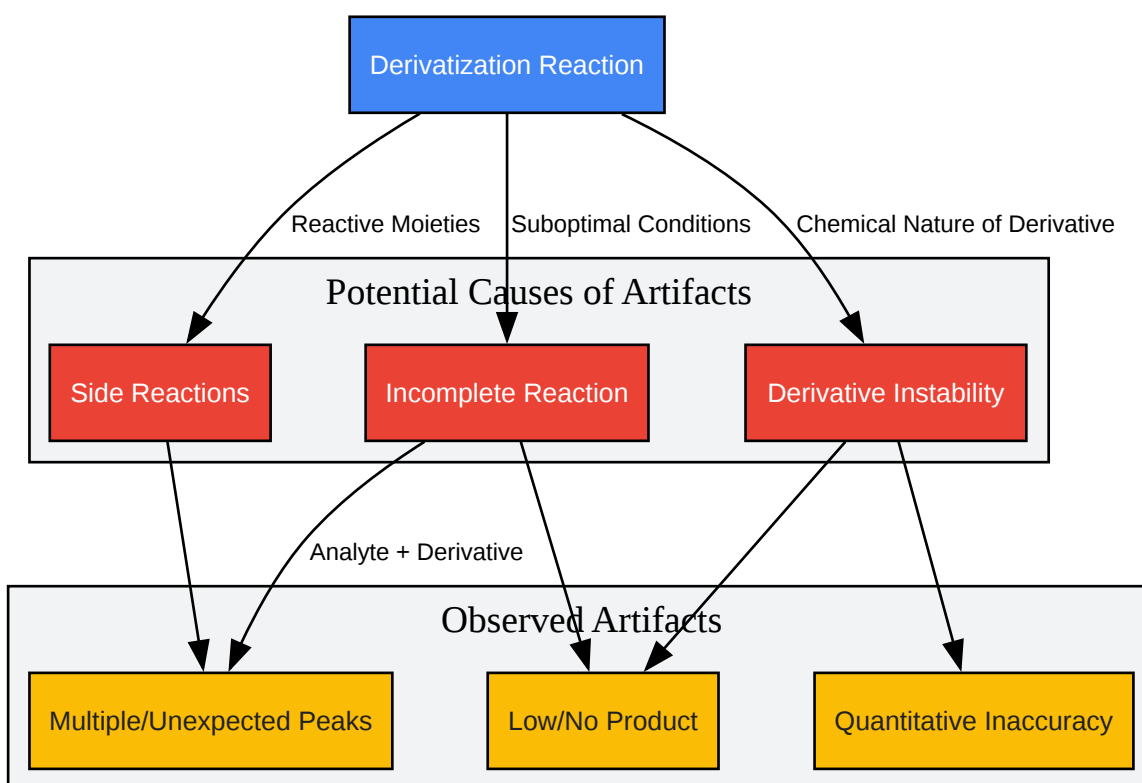 Derivatization Reaction
Reactive Moieties
Suboptimal Conditions
Chemical Nature of Derivative
Potential Causes of Artifacts
Side Reactions
Incomplete Reaction
Derivative Instability
Analyte + Derivative
Observed Artifacts
Multiple/Unexpected Peaks
Low/No Product
Quantitative Inaccuracy